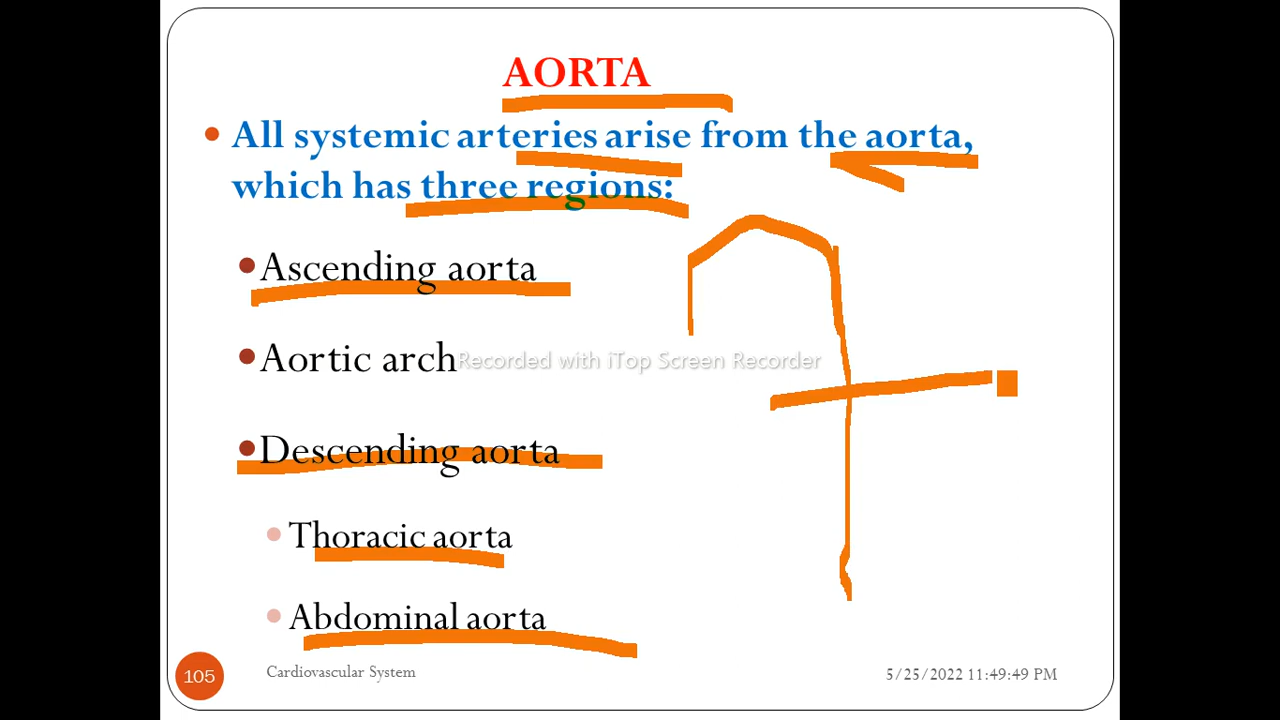 AORTA
• All systemic arteries arise from the aorta,
which has three regions:
• Ascending aorta
• Aortic arch
Recorded with iTop Screen Recorder
• Descending aorta
• Thoracic aorta
• Abdominal aorta
105
Cardiovascular System
5/25/2022 11:49:49 PM